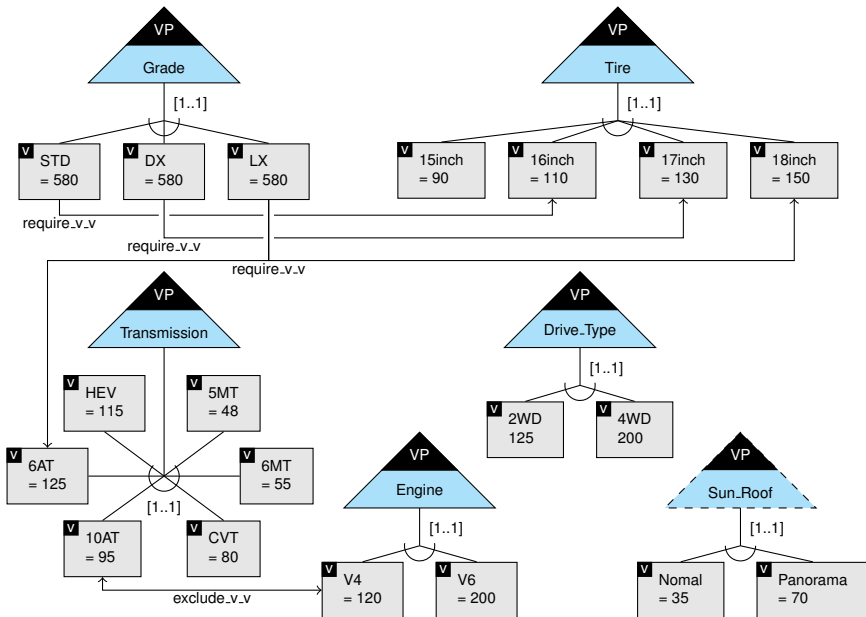 VP
Grade
[1..1]
V
STD
= 580
V
DX
= 580
V
LX
= 580
VP
Tire
[1..1]
V
15inch
= 90
V
16inch
= 110
V
17inch
= 130
V
18inch
= 150
require_v_v
require_v_v
require_v_v
VP
Transmission
V
HEV
= 115
V
5MT
= 48
V
6AT
= 125
V
6MT
= 55
[1..1]
V
10AT
= 95
V
CVT
= 80
exclude_v_v
VP
Drive_Type
[1..1]
V
2WD
125
V
4WD
200
VP
Engine
[1..1]
V
V4
= 120
V
V6
= 200
VP
Sun_Roof
[1..1]
V
Nomal
= 35
V
Panorama
= 70